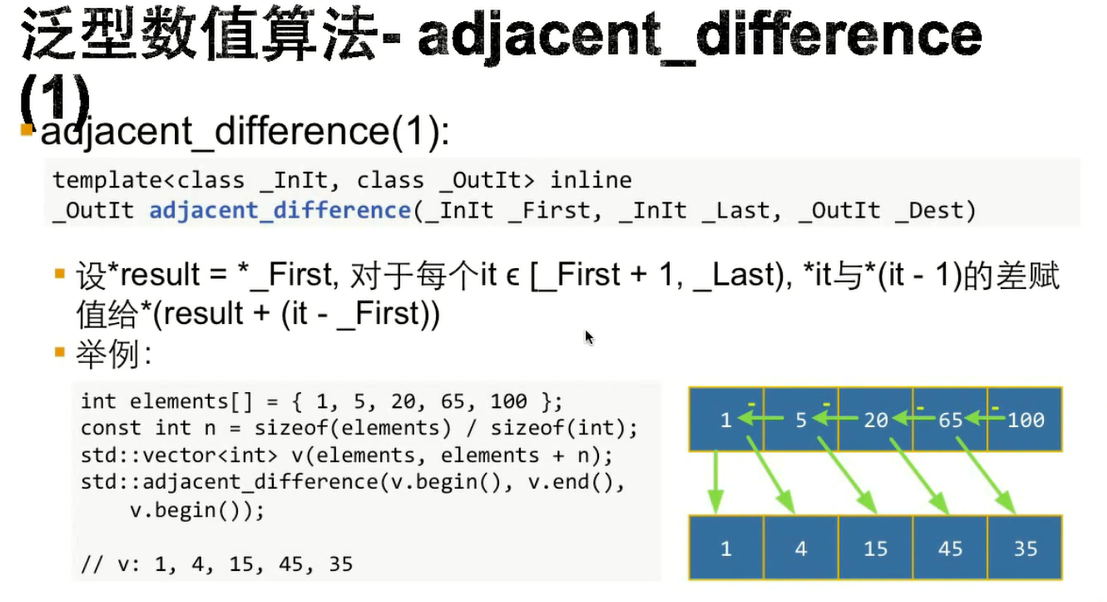 泛型数值算法- adjacent_difference
(1)
adjacent_difference(1):
template<class _InIt, class _OutIt> inline
_OutIt adjacent_difference(_InIt _First, _InIt _Last, _OutIt _Dest)
设*result = *_First, 对于每个it ϵ [_First + 1, _Last), *it与*(it - 1)的差赋
值给*(result + (it - _First))
举例：
int elements[] = { 1, 5, 20, 65, 100 };
const int n = sizeof(elements) / sizeof(int);
std::vector<int> v(elements, elements + n);
std::adjacent_difference(v.begin(), v.end(),
v.begin());
// v: 1, 4, 15, 45, 35
- - - -
1 5 20 65 100
1 4 15 45 35